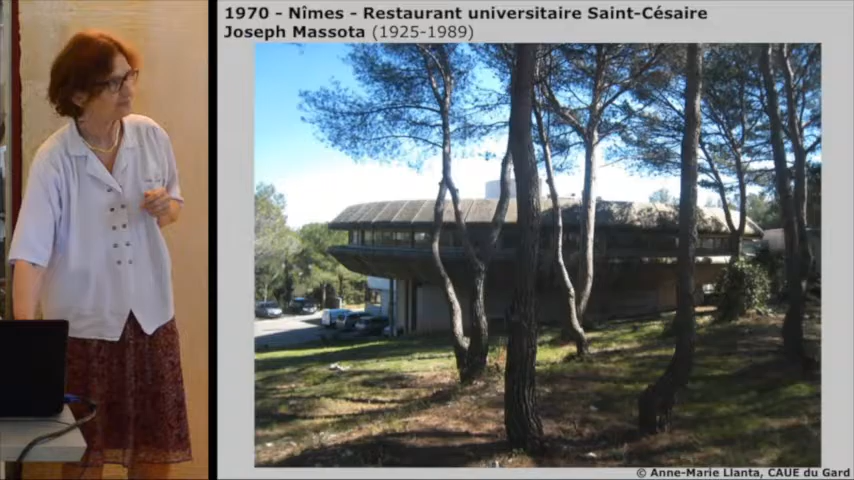 1970 - Nîmes - Restaurant universitaire Saint-Césaire
Joseph Massota (1925-1989)
© Anne-Marie Llanta, CAUE du Gard